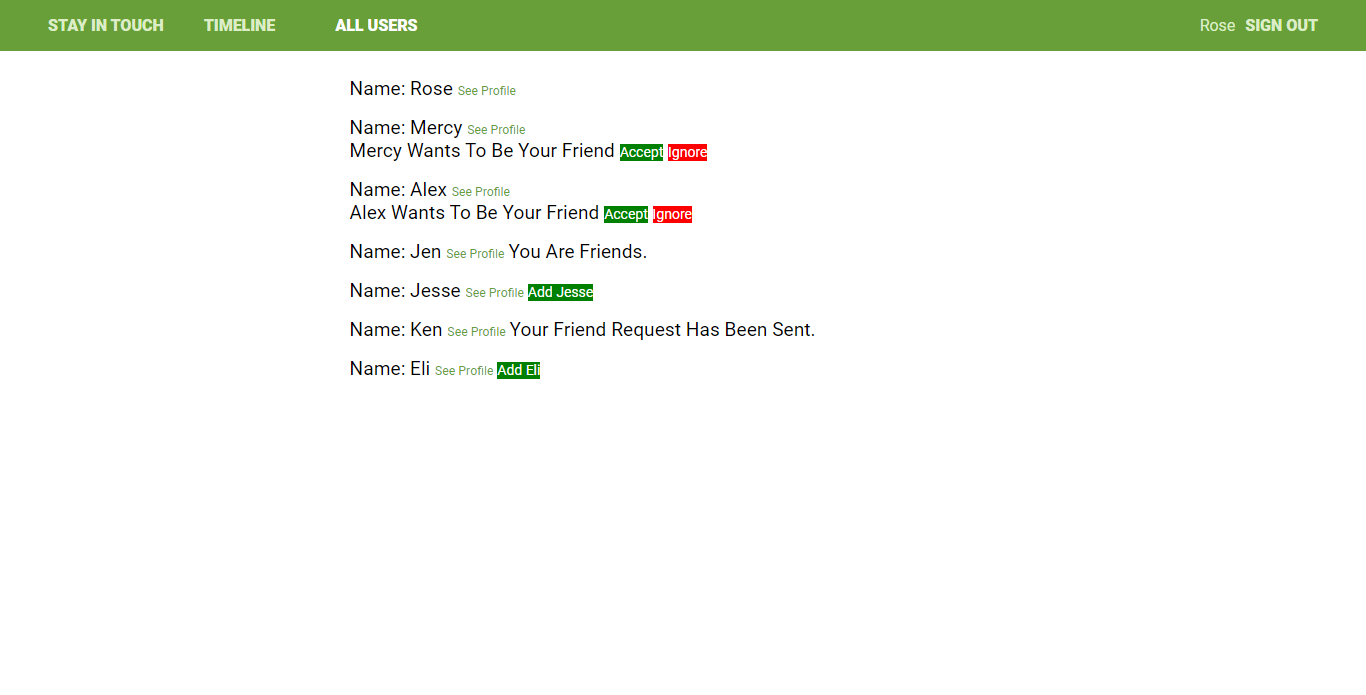 STAY IN TOUCH TIMELINE ALL USERS Rose SIGN OUT
Name: Rose See Profile
Name: Mercy See Profile
Mercy Wants To Be Your Friend Accept Ignore
Name: Alex See Profile
Alex Wants To Be Your Friend Accept Ignore
Name: Jen See Profile You Are Friends.
Name: Jesse See Profile Add Jesse
Name: Ken See Profile Your Friend Request Has Been Sent.
Name: Eli See Profile Add Eli